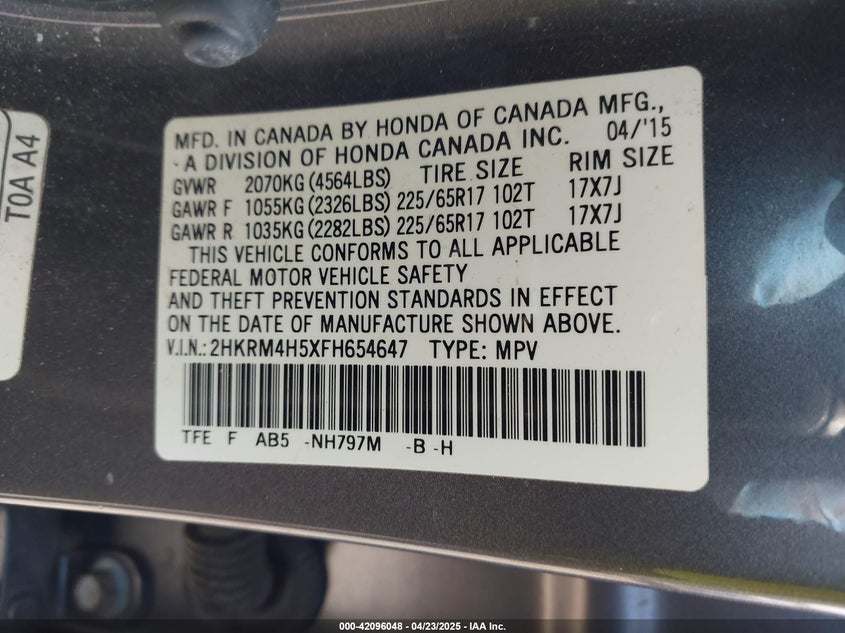 T0A A4
MFD. IN CANADA BY HONDA OF CANADA MFG.,
A DIVISION OF HONDA CANADA INC. 04/'15
GVWR 2070KG (4564LBS) TIRE SIZE RIM SIZE
GAWR F 1055KG (2326LBS) 225/65R17 102T 17X7J
GAWR R 1035KG (2282LBS) 225/65R17 102T 17X7J
THIS VEHICLE CONFORMS TO ALL APPLICABLE
FEDERAL MOTOR VEHICLE SAFETY
AND THEFT PREVENTION STANDARDS IN EFFECT
ON THE DATE OF MANUFACTURE SHOWN ABOVE.
V.I.N.: 2HKRM4H5XFH654647 TYPE: MPV
TFE F AB5 -NH797M -B -H
000-42096048 - 04/23/2025 - IAA Inc.